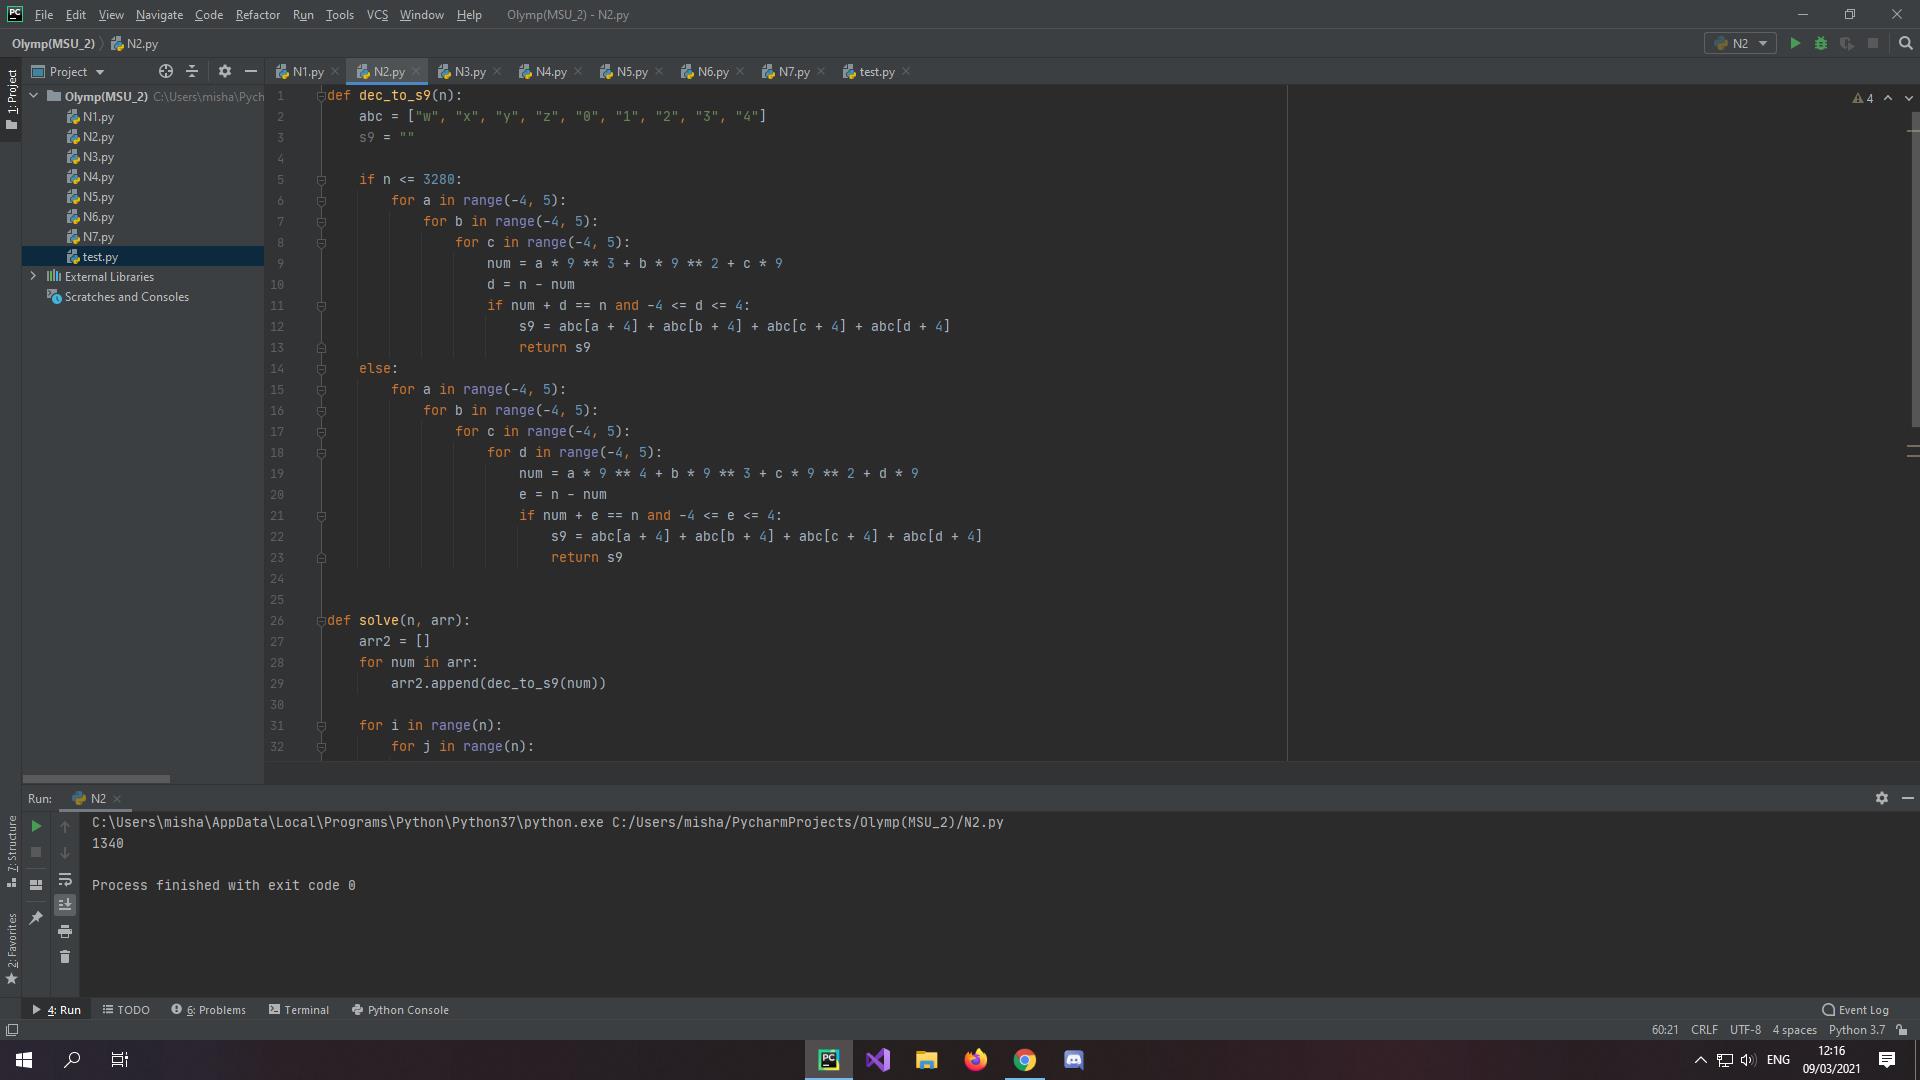 PC File Edit View Navigate Code Refactor Run Tools VCS Window Help Olymp(MSU_2) - N2.py
Olymp(MSU_2) N2.py N2
1: Project
Project
N1.py N2.py N3.py N4.py N5.py N6.py N7.py test.py
Olymp(MSU_2) C:\Users\misha\Pych
N1.py
N2.py
N3.py
N4.py
N5.py
N6.py
N7.py
test.py
External Libraries
Scratches and Consoles
4
1 def dec_to_s9(n):
2 abc = ["w", "x", "y", "z", "0", "1", "2", "3", "4"]
3 s9 = ""
4
5 if n <= 3280:
6 for a in range(-4, 5):
7 for b in range(-4, 5):
8 for c in range(-4, 5):
9 num = a * 9 ** 3 + b * 9 ** 2 + c * 9
10 d = n - num
11 if num + d == n and -4 <= d <= 4:
12 s9 = abc[a + 4] + abc[b + 4] + abc[c + 4] + abc[d + 4]
13 return s9
14 else:
15 for a in range(-4, 5):
16 for b in range(-4, 5):
17 for c in range(-4, 5):
18 for d in range(-4, 5):
19 num = a * 9 ** 4 + b * 9 ** 3 + c * 9 ** 2 + d * 9
20 e = n - num
21 if num + e == n and -4 <= e <= 4:
22 s9 = abc[a + 4] + abc[b + 4] + abc[c + 4] + abc[d + 4]
23 return s9
24
25
26 def solve(n, arr):
27 arr2 = []
28 for num in arr:
29 arr2.append(dec_to_s9(num))
30
31 for i in range(n):
32 for j in range(n):
Run: N2
C:\Users\misha\AppData\Local\Programs\Python\Python37\python.exe C:/Users/misha/PycharmProjects/Olymp(MSU_2)/N2.py
1340
Process finished with exit code 0
7: Structure
2: Favorites
4: Run TODO 6: Problems Terminal Python Console Event Log
60:21 CRLF UTF-8 4 spaces Python 3.7
PC ENG 12:16
09/03/2021